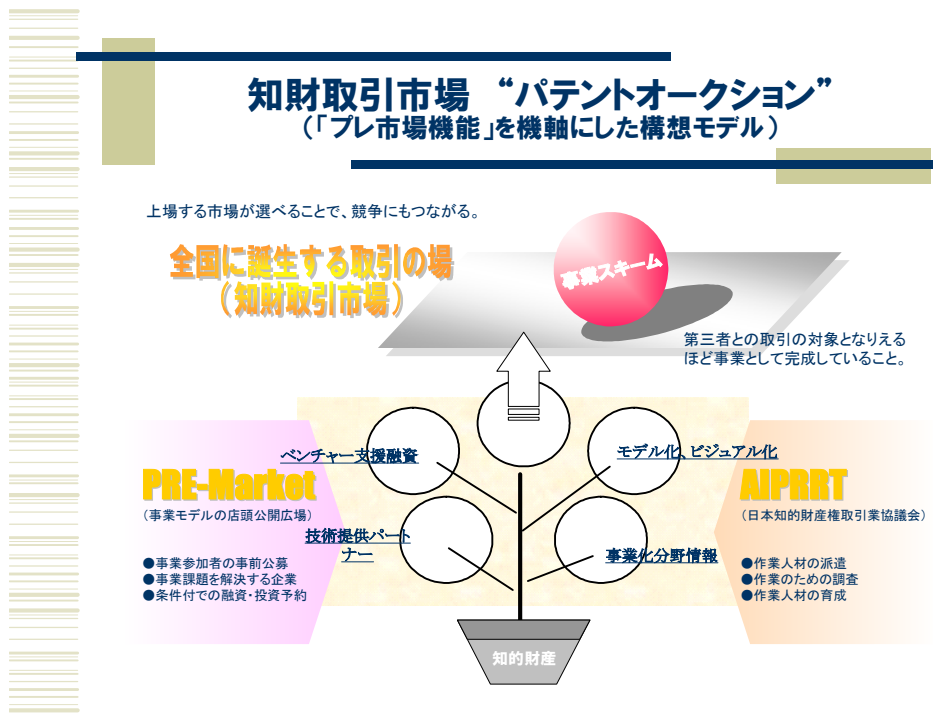 知財取引市場　“パテントオークション”
（「プレ市場機能」を機軸にした構想モデル）
上場する市場が選べることで、競争にもつながる。
全国に誕生する取引の場
（知財取引市場）
事業スキーム
第三者との取引の対象となりえる
ほど事業として完成していること。
ベンチャー支援融資
モデル化、ビジュアル化
PRE-Market
（事業モデルの店頭公開広場）
●事業参加者の事前公募
●事業課題を解決する企業
●条件付での融資・投資予約
技術提供パート
ナー
事業化分野情報
AIPRRT
（日本知的財産権取引業協議会）
●作業人材の派遣
●作業のための調査
●作業人材の育成
知的財産